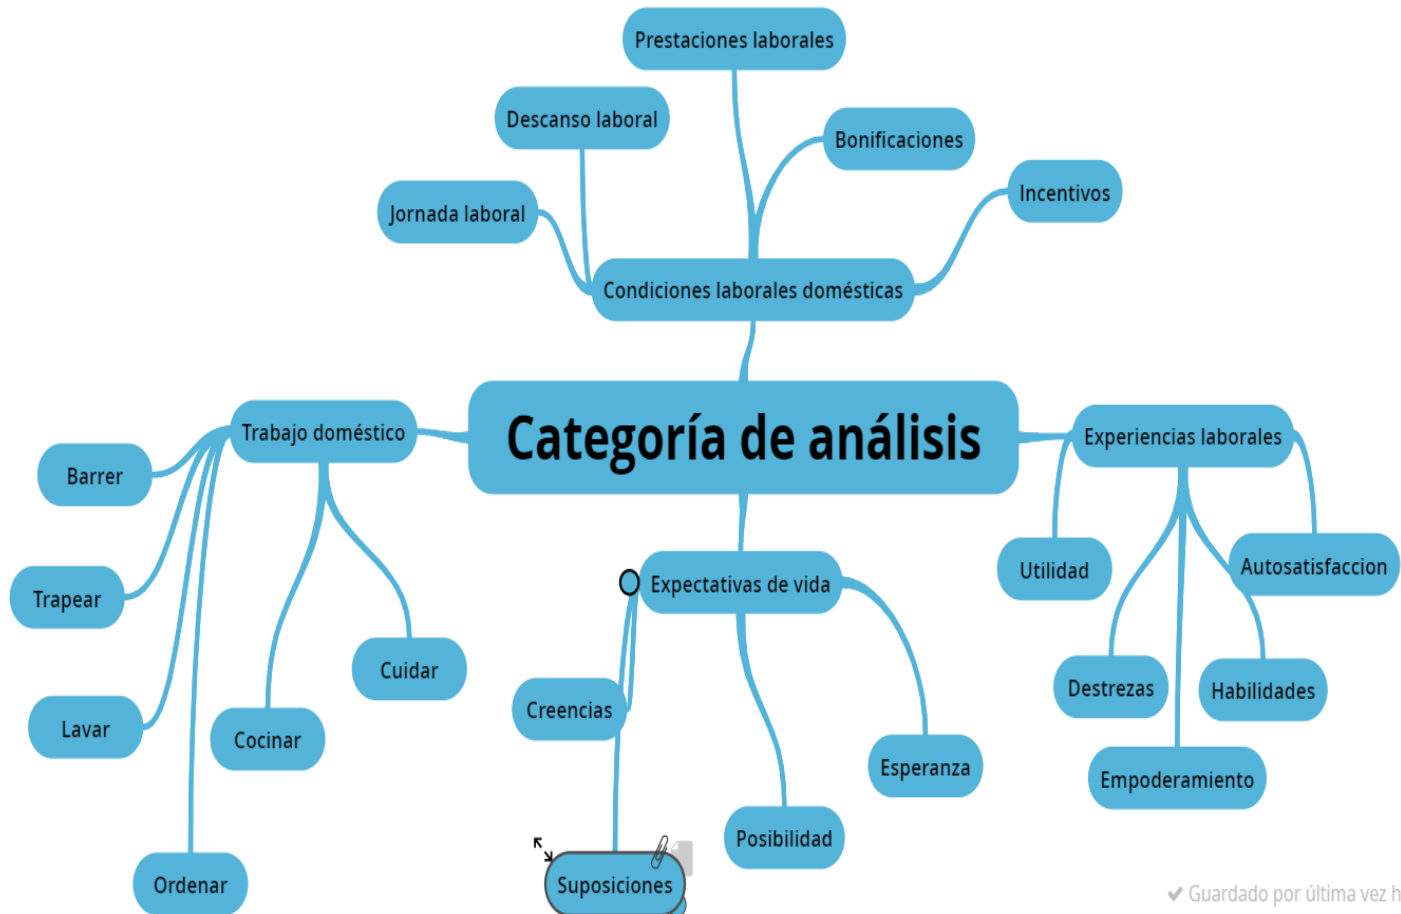 Prestaciones laborales
Descanso laboral
Bonificaciones
Incentivos
Jornada laboral
Condiciones laborales domésticas
Categoría de análisis
Trabajo doméstico
Barrer
Trapear
Lavar
Ordenar
Cocinar
Cuidar
Expectativas de vida
Creencias
Suposiciones
Posibilidad
Esperanza
Experiencias laborales
Utilidad
Destrezas
Empoderamiento
Habilidades
Autosatisfaccion
Guardado por última vez h